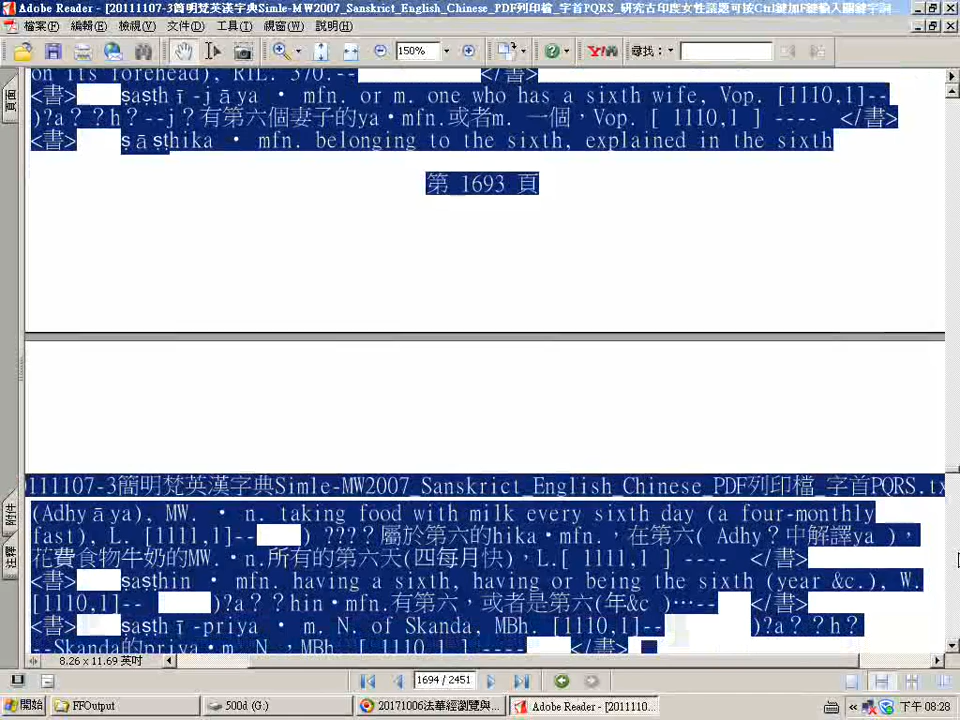 Adobe Reader - [20111107-3簡明梵英漢字典Simle-MW2007_Sanskrict_English_Chinese_PDF列印檔_字首PQRS_研究古印度女性議題可按Ctrl鍵加F鍵輸入關鍵字詞
檔案(F) 編輯(E) 檢視(V) 文件(D) 工具(T) 視窗(W) 說明(H)
150% 尋找：
頁面
on its forehead), RTL. 370.-- </書>
<書> ṣaṣṭhī-jāya • mfn. or m. one who has a sixth wife, Vop. [1110,1]--
)?a？？h？--j？有第六個妻子的ya•mfn.或者m. 一個，Vop. [ 1110,1 ] ---- </書>
<書> ṣāṣṭhika • mfn. belonging to the sixth, explained in the sixth
第 1693 頁
111107-3簡明梵英漢字典Simle-MW2007_Sanskrict_English_Chinese_PDF列印檔_字首PQRS.tx
(Adhyāya), MW. • n. taking food with milk every sixth day (a four-monthly
fast), L. [1111,1]-- ) ????屬於第六的hika•mfn.，在第六( Adhy？中解譯ya )，
花費食物牛奶的MW.•n.所有的第六天(四每月快)，L.[ 1111,1 ] ---- </書>
<書> ṣaṣṭhin • mfn. having a sixth, having or being the sixth (year &c.), W.
[1110,1]-- )?a？？hin•mfn.有第六，或者是第六(年&c )…-- </書>
<書> ṣaṣṭhī-priya • m. N. of Skanda, MBh. [1110,1]-- )?a？？h？
--Skanda的priya•m.N.，MBh. [ 1110,1 ] ---- </書>
附件
注釋
8.26 x 11.69 英吋
1694 / 2451
開始 FFOutput 500d (G:) 20171006法華經瀏覽與... Adobe Reader - [2011110... 下午 08:28